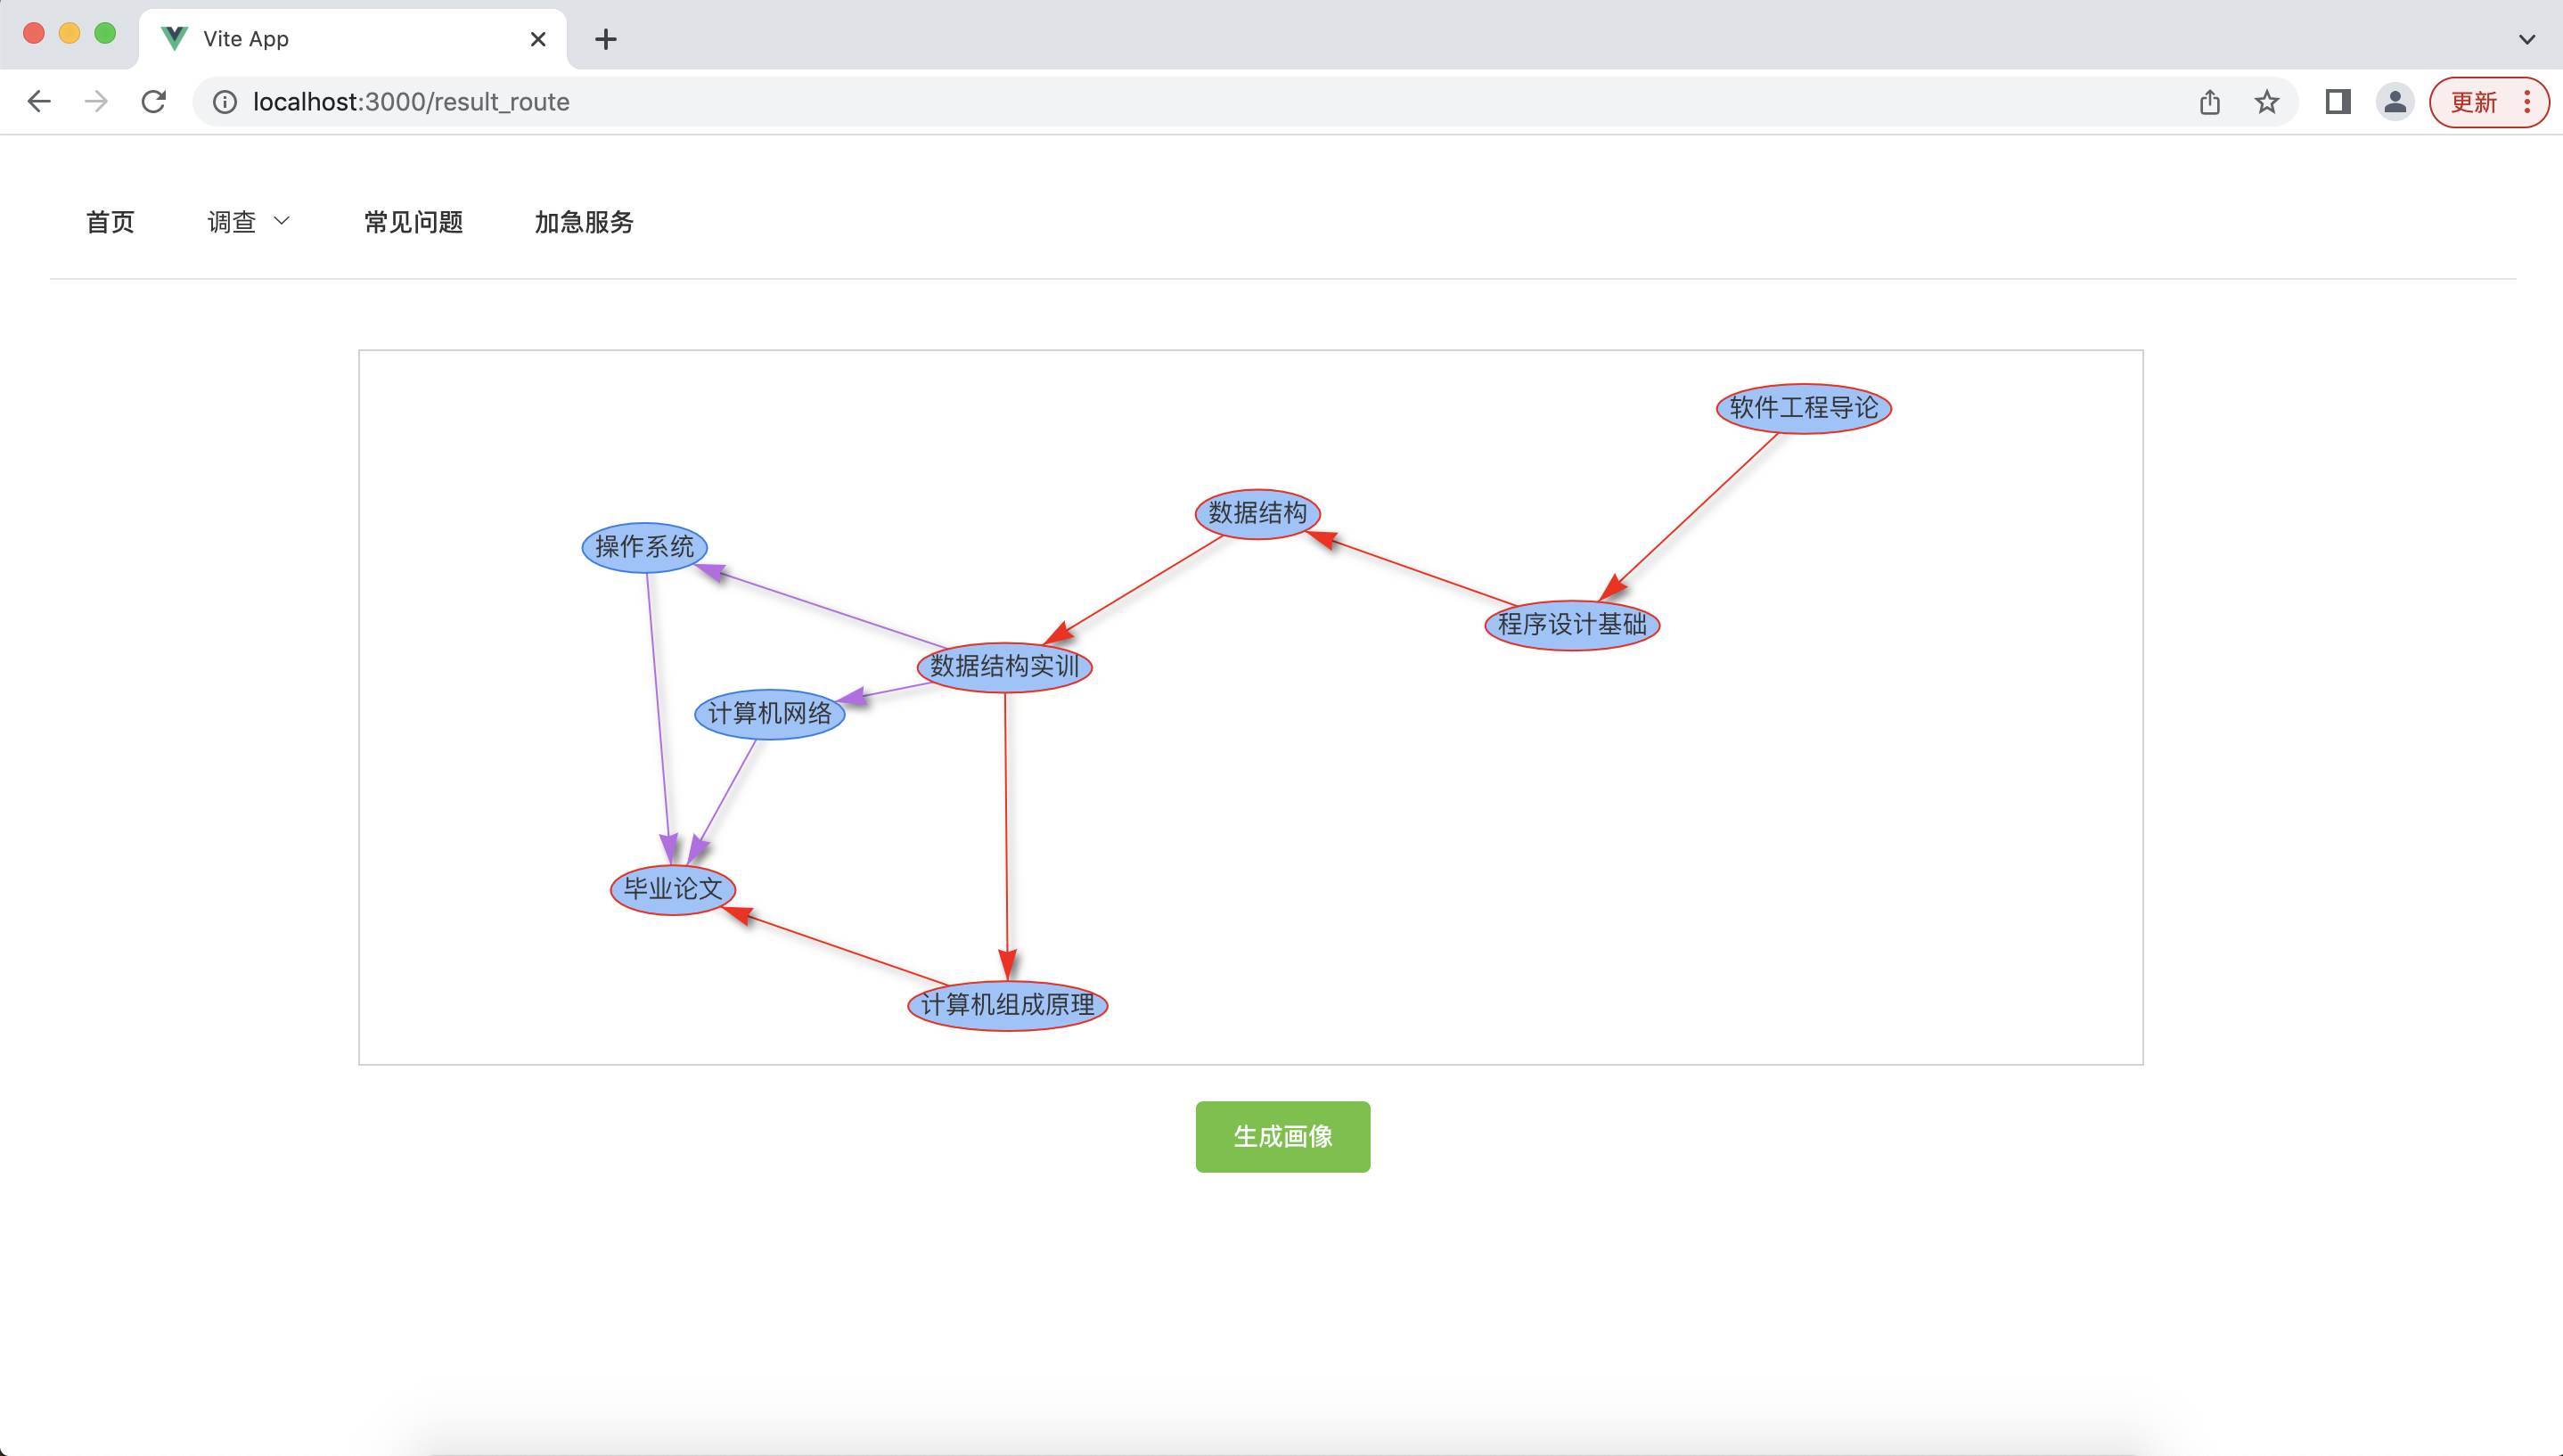 Vite App
localhost:3000/result_route
更新
首页 调查 常见问题 加急服务
软件工程导论
数据结构
操作系统
程序设计基础
数据结构实训
计算机网络
毕业论文
计算机组成原理
生成画像